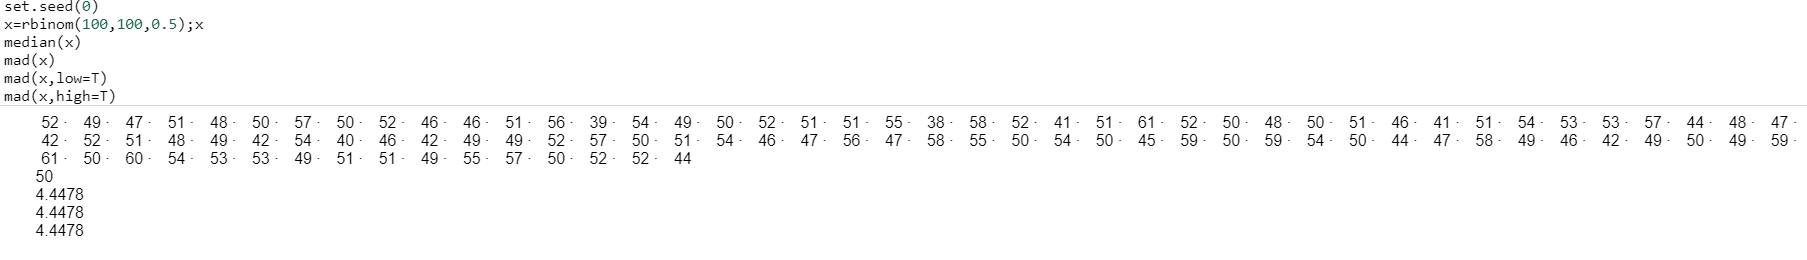 set.seed(0)
x=rbinom(100,100,0.5);x
median(x)
mad(x)
mad(x,low=T)
mad(x,high=T)
52 · 49 · 47 · 51 · 48 · 50 · 57 · 50 · 52 · 46 · 46 · 51 · 56 · 39 · 54 · 49 · 50 · 52 · 51 · 51 · 55 · 38 · 58 · 52 · 41 · 51 · 61 · 52 · 50 · 48 · 50 · 51 · 46 · 41 · 51 · 54 · 53 · 53 · 57 · 44 · 48 · 47 ·
42 · 52 · 51 · 48 · 49 · 42 · 54 · 40 · 46 · 42 · 49 · 49 · 52 · 57 · 50 · 51 · 54 · 46 · 47 · 56 · 47 · 58 · 55 · 50 · 54 · 50 · 45 · 59 · 50 · 59 · 54 · 50 · 44 · 47 · 58 · 49 · 46 · 42 · 49 · 50 · 49 · 59 ·
61 · 50 · 60 · 54 · 53 · 53 · 49 · 51 · 51 · 49 · 55 · 57 · 50 · 52 · 52 · 44
50
4.4478
4.4478
4.4478